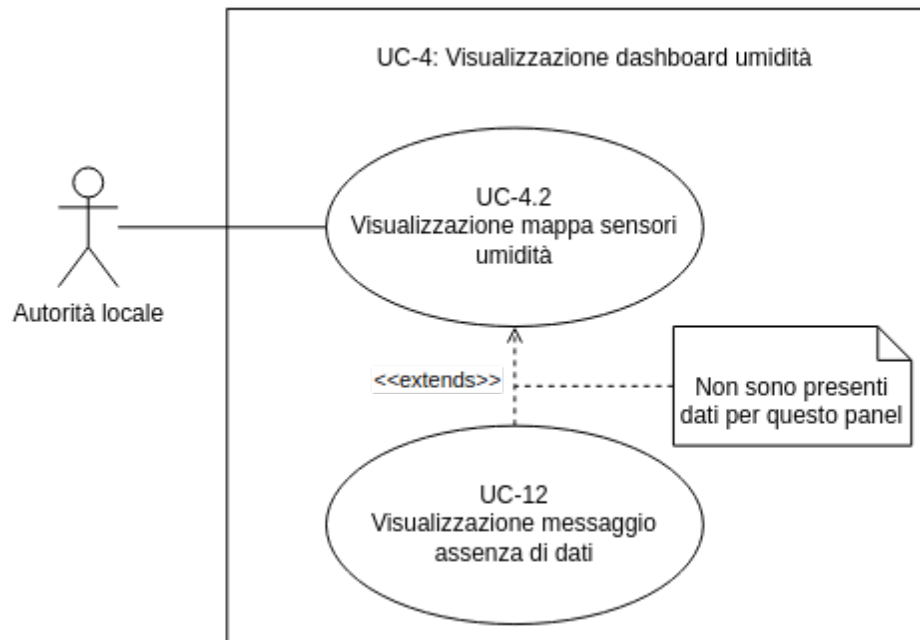 UC-4: Visualizzazione dashboard umidità
UC-4.2
Visualizzazione mappa sensori
umidità
Autorità locale
<<extends>>
Non sono presenti
dati per questo panel
UC-12
Visualizzazione messaggio
assenza di dati